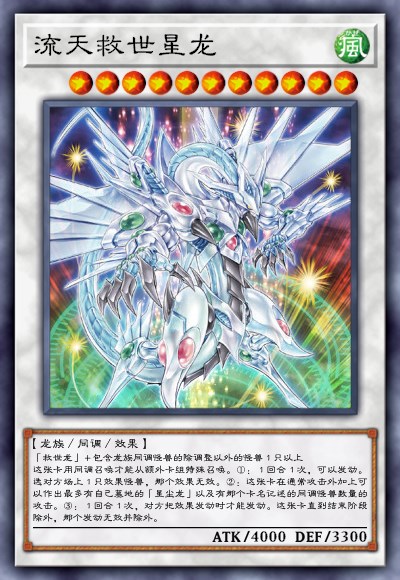 流天救世星龙
風
【龙族／同调／效果】
「救世龙」＋包含龙族同调怪兽的除调整以外的怪兽１只以上
这张卡用同调召唤才能从额外卡组特殊召唤。①：１回合１次，可以发动。
选对方场上１只效果怪兽，那个效果无效。②：这张卡在通常攻击外加上可
以作出最多有自己墓地的「星尘龙」以及有那个卡名记述的同调怪兽数量的
攻击。③：１回合１次，对方把效果发动时才能发动。这张卡直到结束阶段
除外，那个发动无效并除外。
ATK/4000 DEF/3300